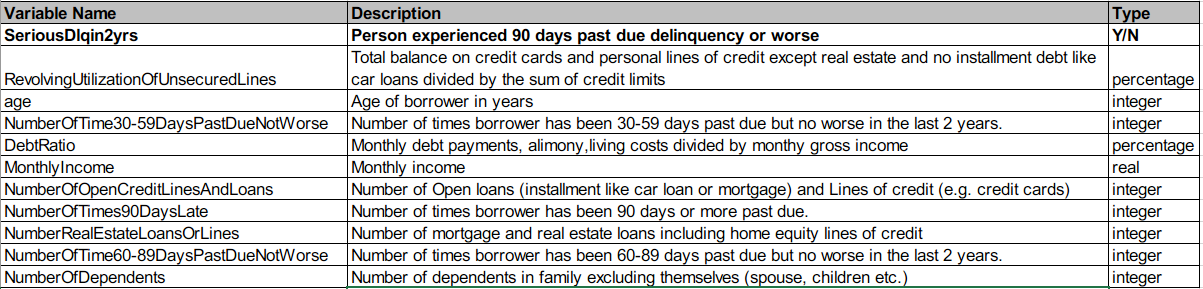 Variable Name Description Type
SeriousDlqin2yrs Person experienced 90 days past due delinquency or worse Y/N
Total balance on credit cards and personal lines of credit except real estate and no installment debt like
RevolvingUtilizationOfUnsecuredLines car loans divided by the sum of credit limits percentage
age Age of borrower in years integer
NumberOfTime30-59DaysPastDueNotWorse Number of times borrower has been 30-59 days past due but no worse in the last 2 years. integer
DebtRatio Monthly debt payments, alimony,living costs divided by monthy gross income percentage
MonthlyIncome Monthly income real
NumberOfOpenCreditLinesAndLoans Number of Open loans (installment like car loan or mortgage) and Lines of credit (e.g. credit cards) integer
NumberOfTimes90DaysLate Number of times borrower has been 90 days or more past due. integer
NumberRealEstateLoansOrLines Number of mortgage and real estate loans including home equity lines of credit integer
NumberOfTime60-89DaysPastDueNotWorse Number of times borrower has been 60-89 days past due but no worse in the last 2 years. integer
NumberOfDependents Number of dependents in family excluding themselves (spouse, children etc.) integer